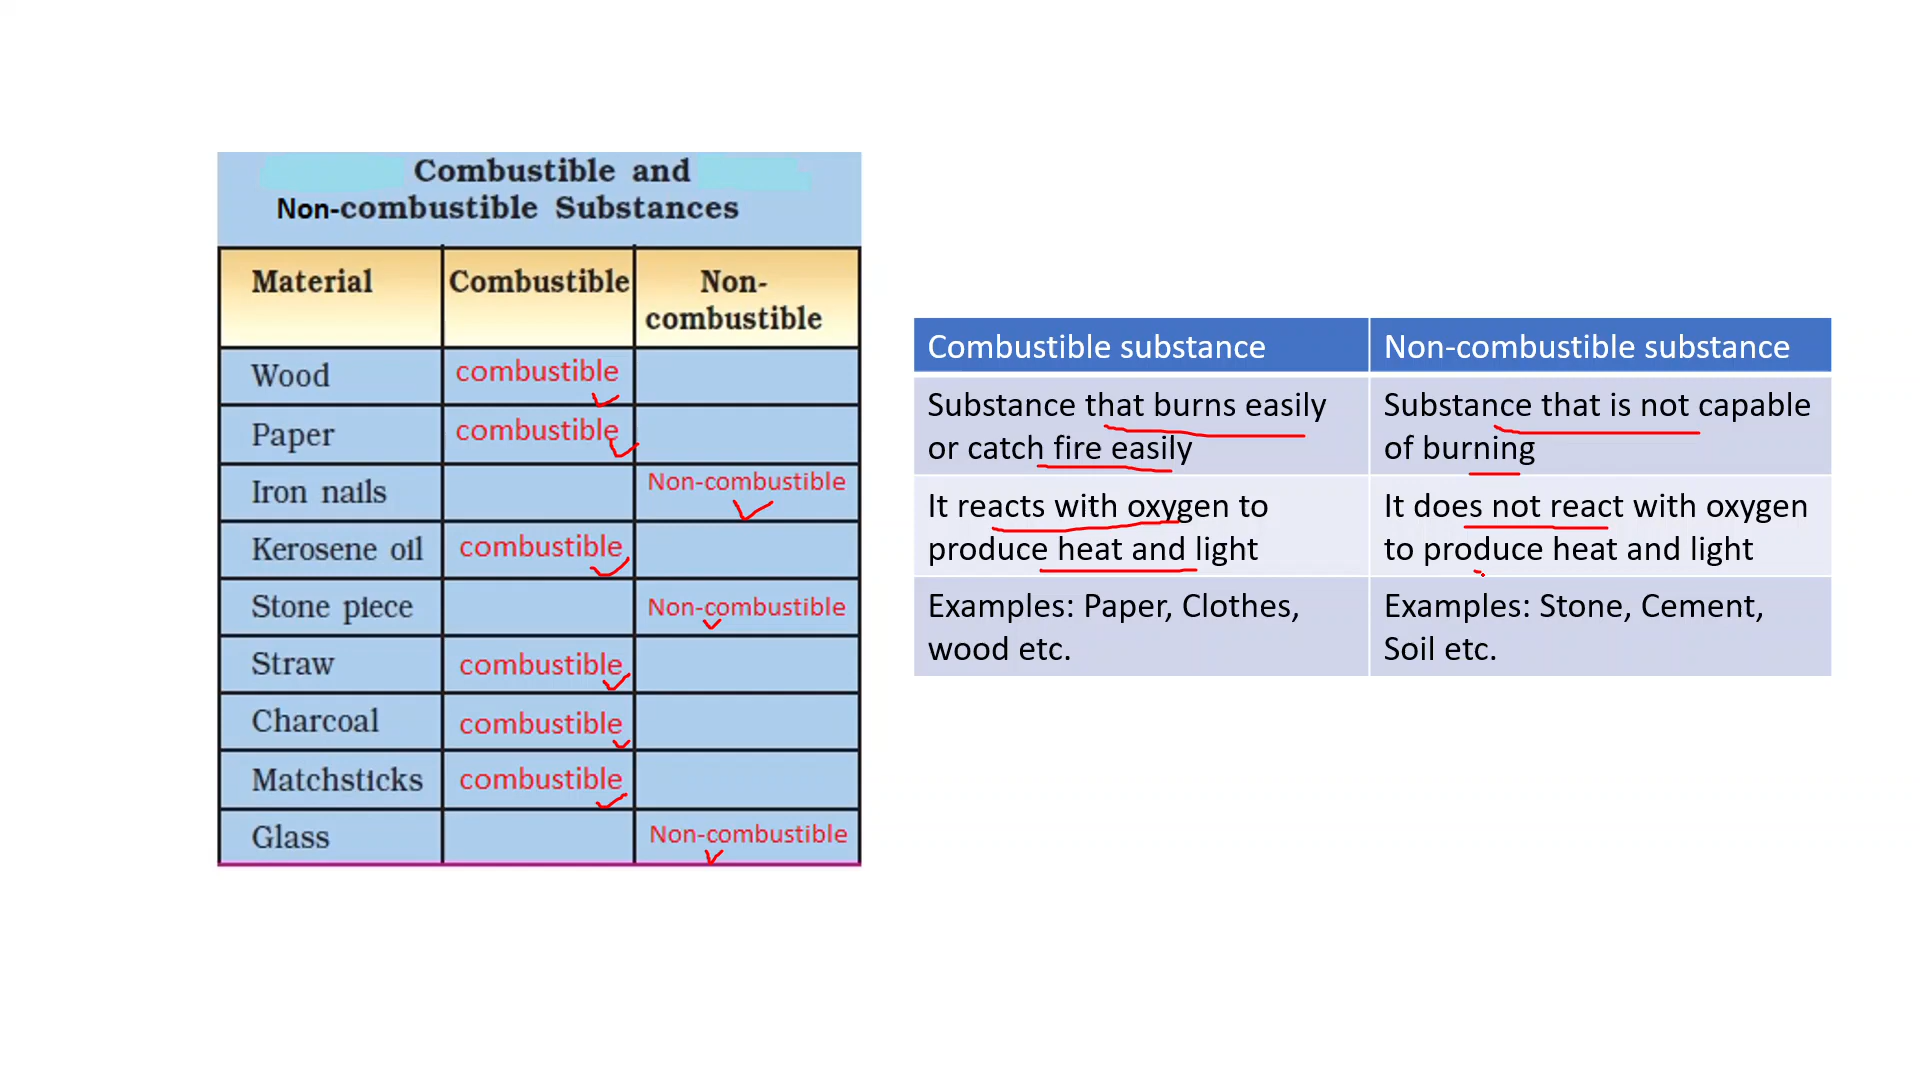 Combustible and
Non-combustible Substances
Material Combustible Non-
combustible
Wood combustible
Paper combustible
Iron nails Non-combustible
Kerosene oil combustible
Stone piece Non-combustible
Straw combustible
Charcoal combustible
Matchsticks combustible
Glass Non-combustible
Combustible substance Non-combustible substance
Substance that burns easily
or catch fire easily
Substance that is not capable
of burning
It reacts with oxygen to
produce heat and light
It does not react with oxygen
to produce heat and light
Examples: Paper, Clothes,
wood etc.
Examples: Stone, Cement,
Soil etc.